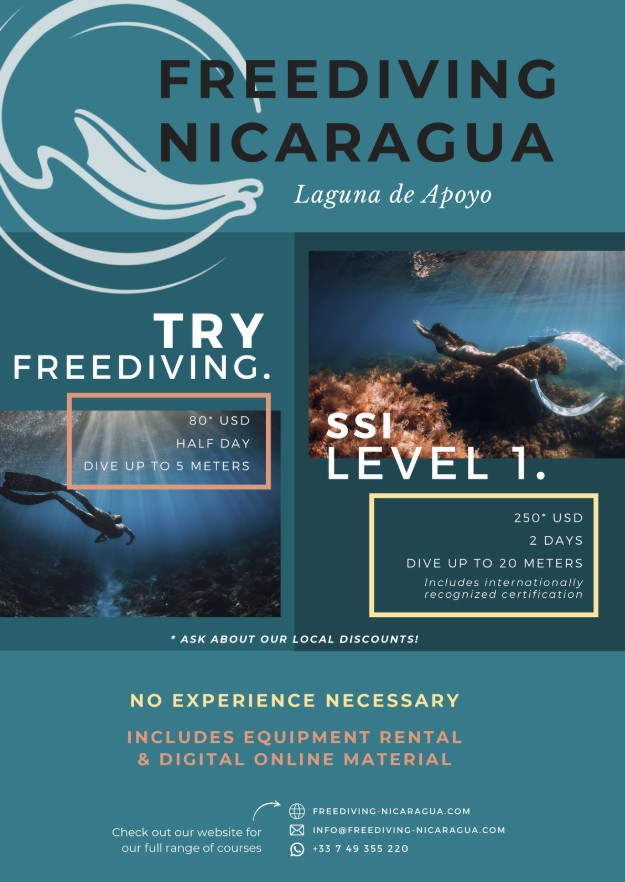 FREEDIVING
NICARAGUA
Laguna de Apoyo
TRY
FREEDIVING.
80* USD
HALF DAY
DIVE UP TO 5 METERS
SSI
LEVEL 1.
250* USD
2 DAYS
DIVE UP TO 20 METERS
Includes internationally
recognized certification
* ASK ABOUT OUR LOCAL DISCOUNTS!
NO EXPERIENCE NECESSARY
INCLUDES EQUIPMENT RENTAL
& DIGITAL ONLINE MATERIAL
Check out our website for
our full range of courses
FREEDIVING-NICARAGUA.COM
INFO@FREEDIVING-NICARAGUA.COM
+33 7 49 355 220